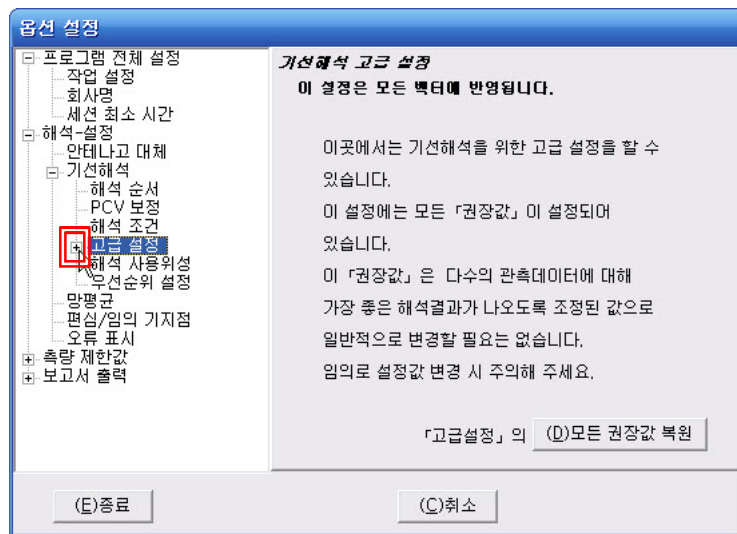 옵션 설정
프로그램 전체 설정
작업 설정
회사명
세션 최소 시간
해석-설정
안테나고 대체
기선해석
해석 순서
PCV 보정
해석 조건
고급 설정
해석 사용위성
우선순위 설정
망평균
편심/임의 기지점
오류 표시
측량 제한값
보고서 출력
기선해석 고급 설정
이 설정은 모든 벡터에 반영됩니다.
이곳에서는 기선해석을 위한 고급 설정을 할 수
있습니다.
이 설정에는 모든 「권장값」이 설정되어
있습니다.
이 「권장값」은 다수의 관측데이터에 대해
가장 좋은 해석결과가 나오도록 조정된 값으로
일반적으로 변경할 필요는 없습니다.
임의로 설정값 변경 시 주의해 주세요.
「고급설정」의 (D)모든 권장값 복원
(E)종료 (C)취소